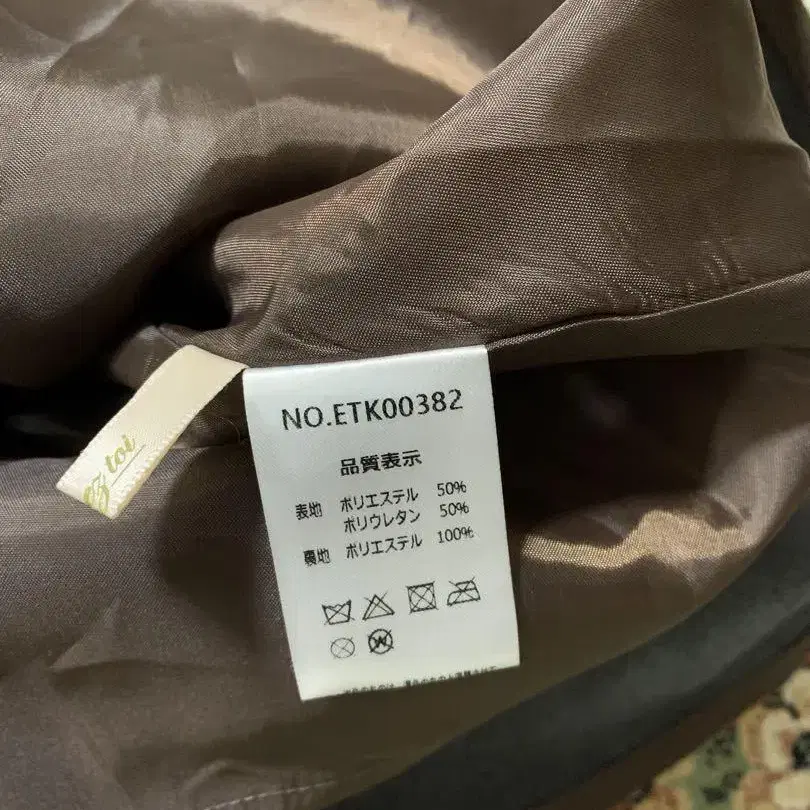 toi
NO.ETK00382
品質表示
表地 ポリエステル 50%
ポリウレタン 50%
裏地 ポリエステル 100%
W